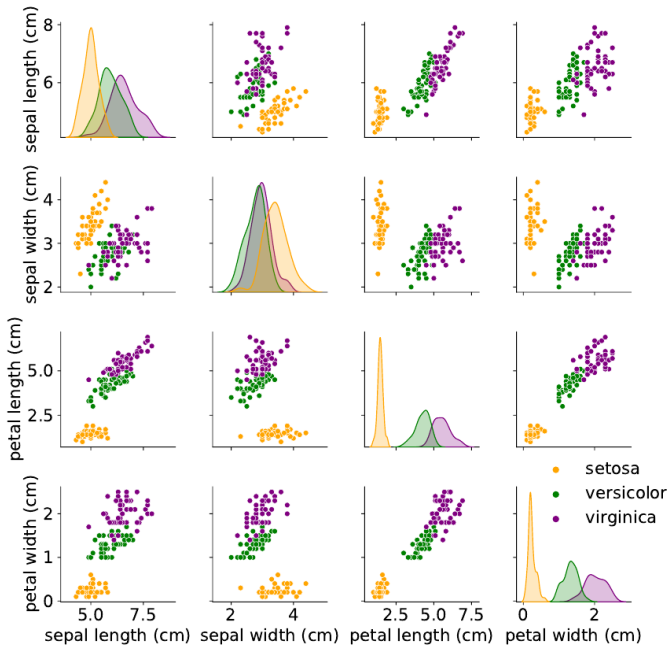 8
6
sepal length (cm)
4
3
2
sepal width (cm)
5.0
2.5
petal length (cm)
setosa
versicolor
virginica
2
1
0
petal width (cm)
5.0 7.5
2 4
2.5 5.0 7.5
0 2
sepal length (cm)
sepal width (cm)
petal length (cm)
petal width (cm)